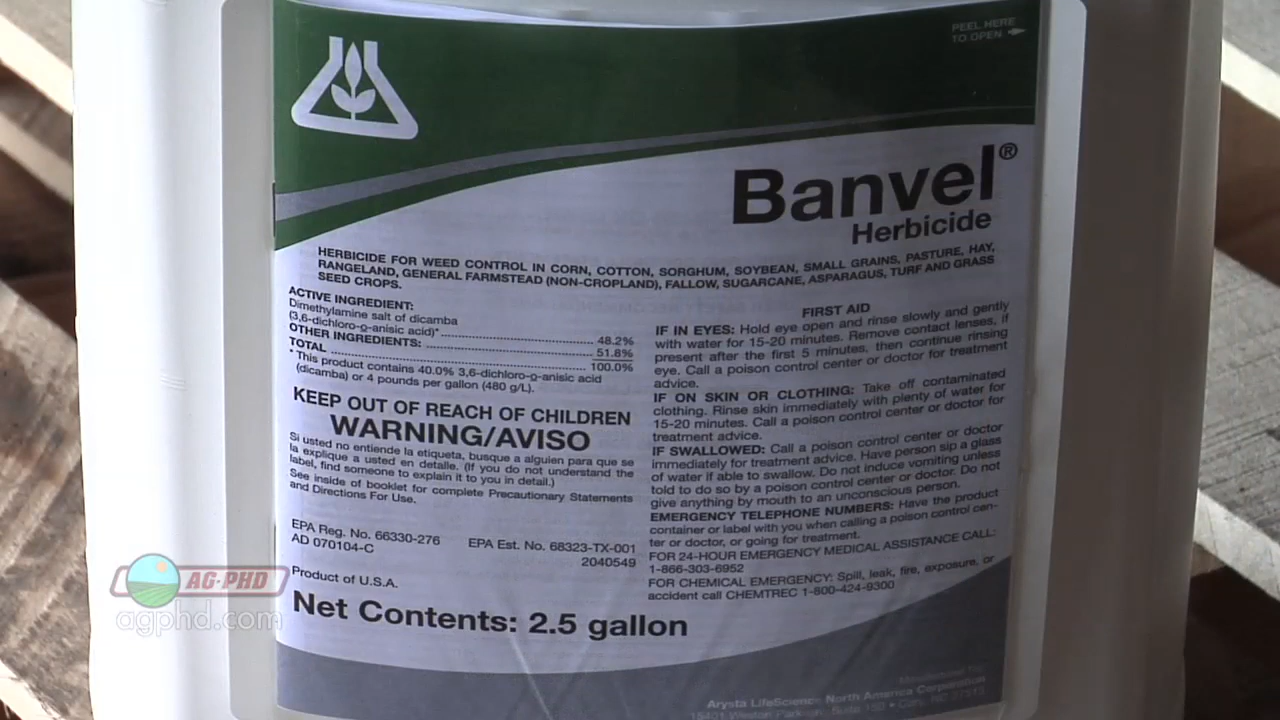 PEEL HERE
TO OPEN
Banvel®
Herbicide
HERBICIDE FOR WEED CONTROL IN CORN, COTTON, SORGHUM, SOYBEAN, SMALL GRAINS, PASTURE, HAY,
RANGELAND, GENERAL FARMSTEAD (NON-CROPLAND), FALLOW, SUGARCANE, ASPARAGUS, TURF AND GRASS
SEED CROPS.
ACTIVE INGREDIENT:
Dimethylamine salt of dicamba
(3,6-dichloro-o-anisic acid)* 48.2%
OTHER INGREDIENTS: 51.8%
TOTAL 100.0%
* This product contains 40.0% 3,6-dichloro-o-anisic acid
(dicamba) or 4 pounds per gallon (480 g/L).
KEEP OUT OF REACH OF CHILDREN
WARNING/AVISO
Si usted no entiende la etiqueta, busque a alguien para que se
la explique a usted en detalle. (If you do not understand the
label, find someone to explain it to you in detail.)
See inside of booklet for complete Precautionary Statements
and Directions For Use.
EPA Reg. No. 66330-276
EPA Est. No. 68323-TX-001
AD 070104-C
2040549
Product of U.S.A.
Net Contents: 2.5 gallon
FIRST AID
IF IN EYES: Hold eye open and rinse slowly and gently
with water for 15-20 minutes. Remove contact lenses, if
present after the first 5 minutes, then continue rinsing
eye. Call a poison control center or doctor for treatment
advice.
IF ON SKIN OR CLOTHING: Take off contaminated
clothing. Rinse skin immediately with plenty of water for
15-20 minutes. Call a poison control center or doctor for
treatment advice.
IF SWALLOWED: Call a poison control center or doctor
immediately for treatment advice. Have person sip a glass
of water if able to swallow. Do not induce vomiting unless
told to do so by a poison control center or doctor. Do not
give anything by mouth to an unconscious person.
EMERGENCY TELEPHONE NUMBERS: Have the product
container or label with you when calling a poison control cen-
ter or doctor, or going for treatment.
FOR 24-HOUR EMERGENCY MEDICAL ASSISTANCE CALL:
1-866-303-6952
FOR CHEMICAL EMERGENCY: Spill, leak, fire, exposure, or
accident call CHEMTREC 1-800-424-9300
Manufactured
Arysta LifeScience North America Corporation
15401 Weston Parkway, Suite 150 • Cary, NC 27513
AG-PHD
agphd.com